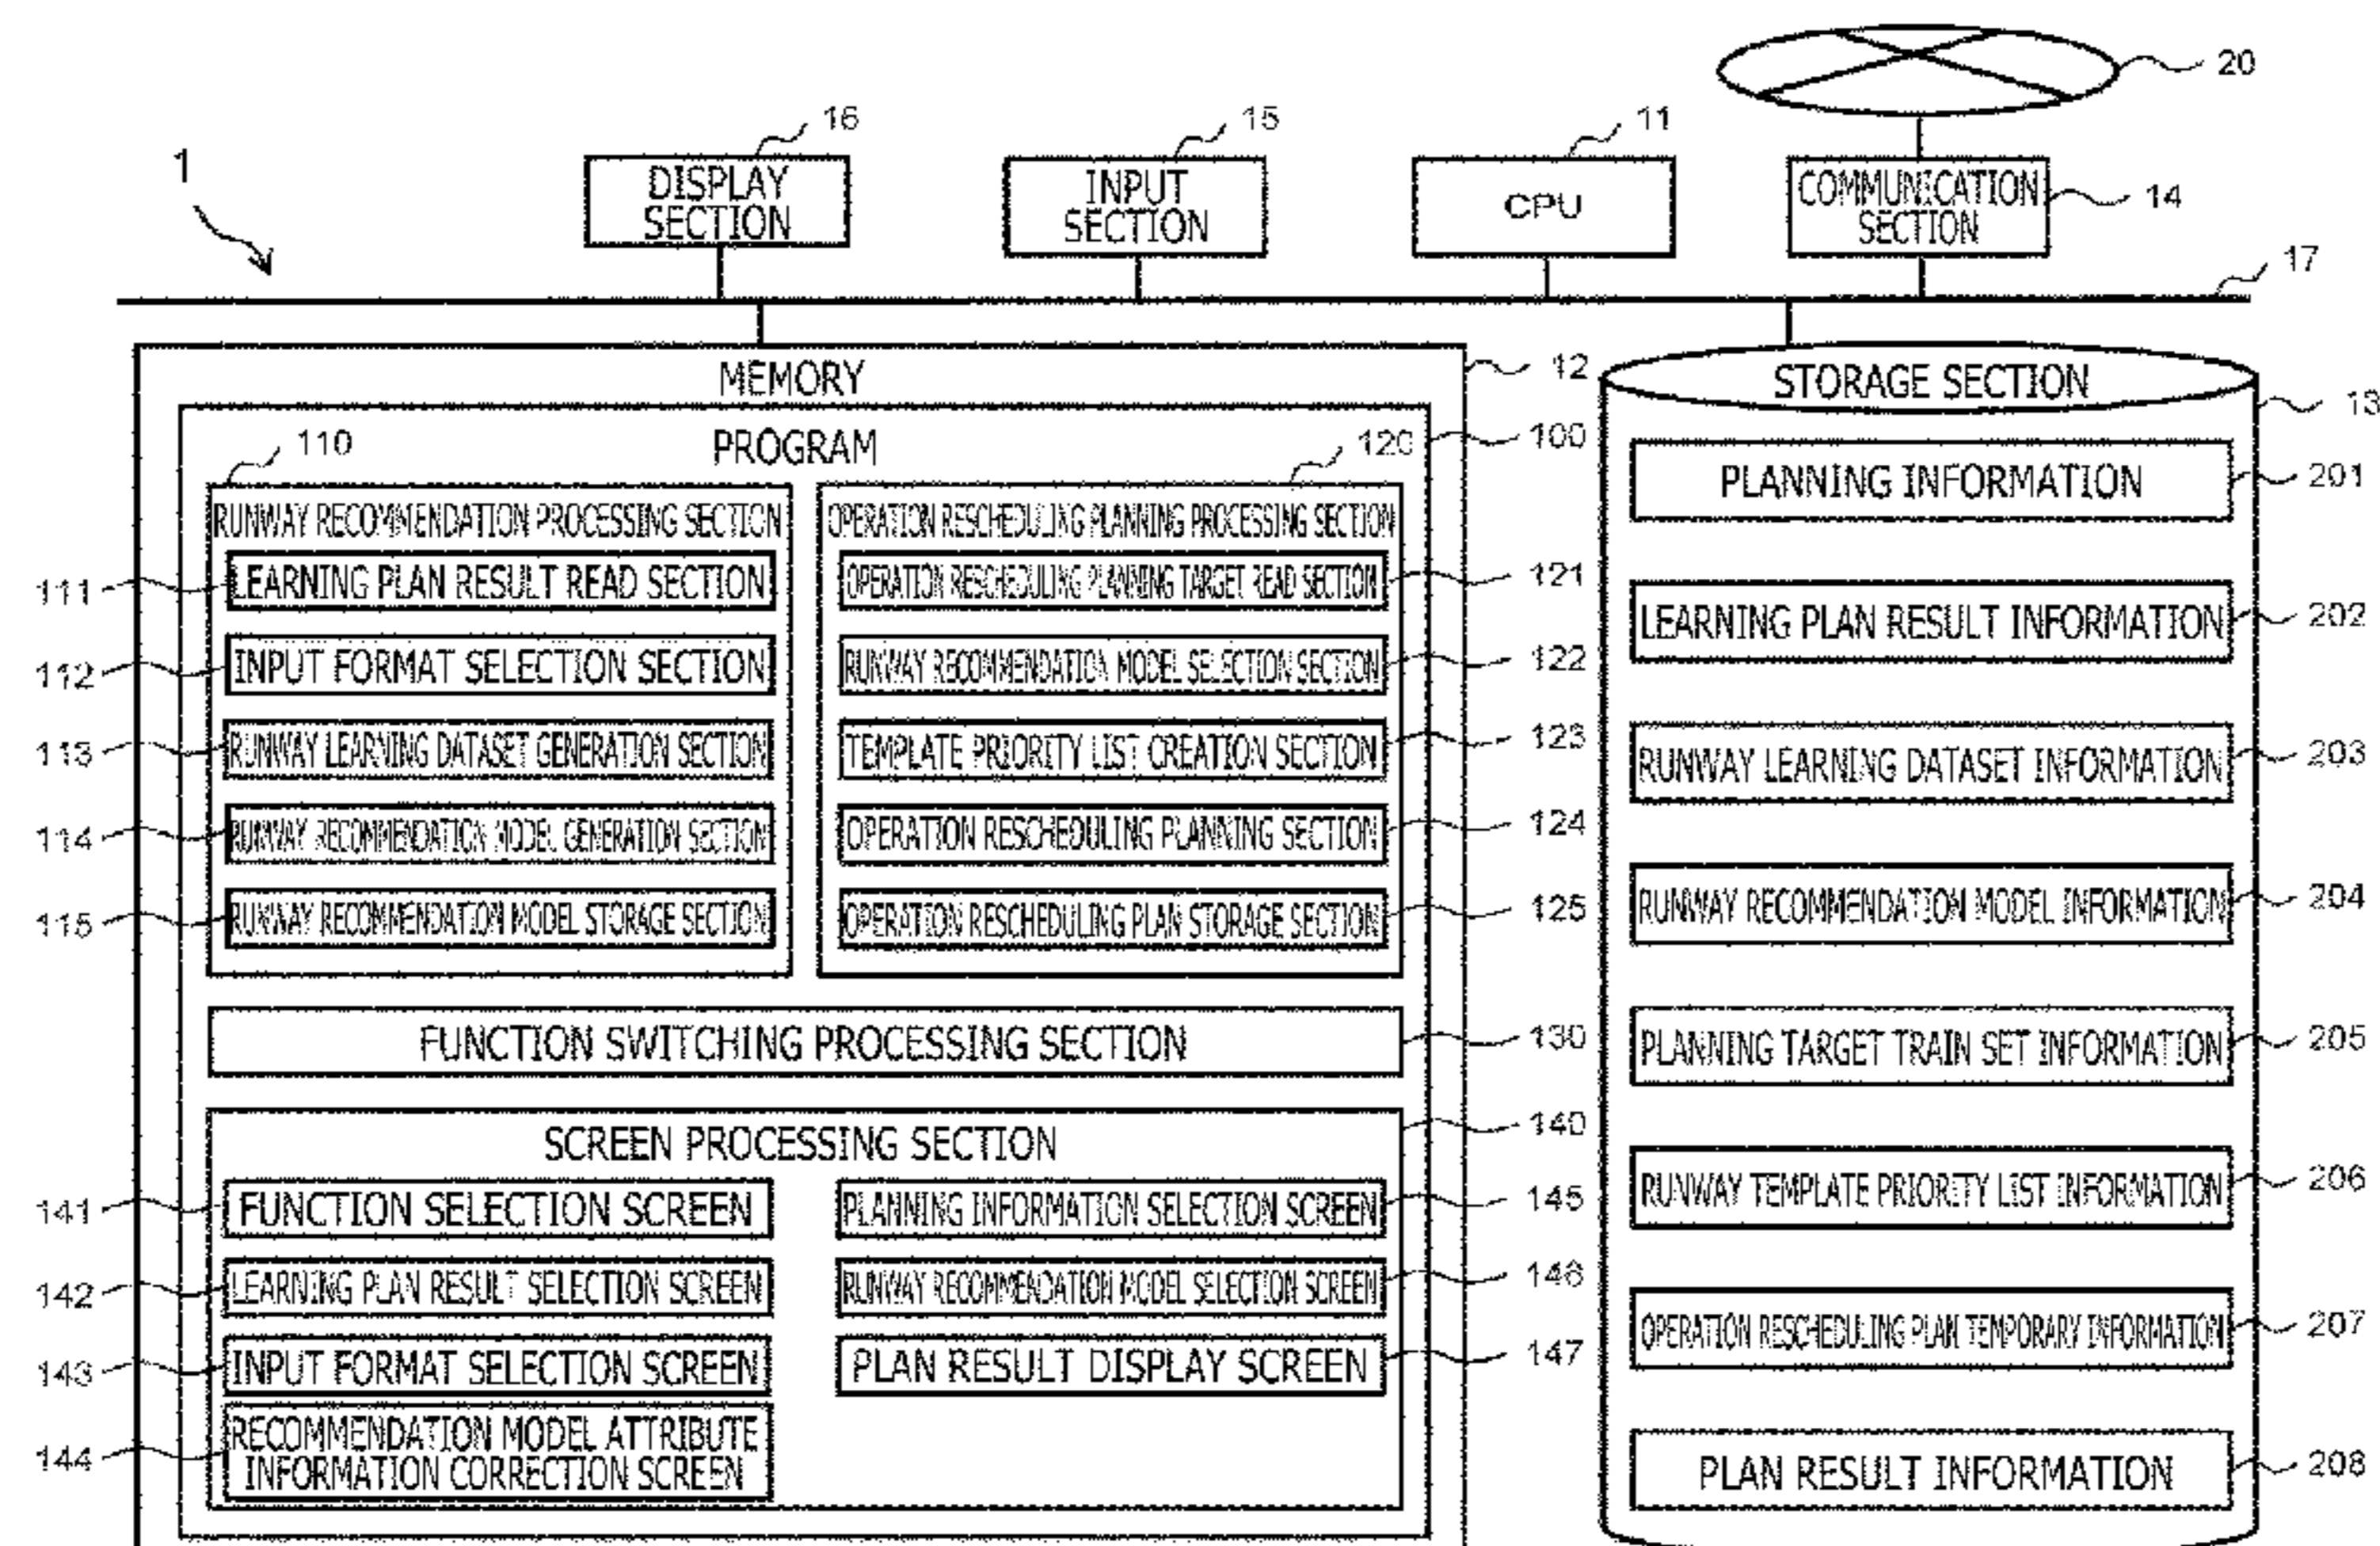 20
16
15
11
1
DISPLAY
SECTION
INPUT
SECTION
CPU
COMMUNICATION
SECTION
14
17
MEMORY
12
STORAGE SECTION
13
PROGRAM
100
110
120
RUNWAY RECOMMENDATION PROCESSING SECTION
111
LEARNING PLAN RESULT READ SECTION
112
INPUT FORMAT SELECTION SECTION
113
RUNWAY LEARNING DATASET GENERATION SECTION
114
RUNWAY RECOMMENDATION MODEL GENERATION SECTION
115
RUNWAY RECOMMENDATION MODEL STORAGE SECTION
OPERATION RESCHEDULING PLANNING PROCESSING SECTION
OPERATION RESCHEDULING PLANNING TARGET READ SECTION
121
RUNWAY RECOMMENDATION MODEL SELECTION SECTION
122
TEMPLATE PRIORITY LIST CREATION SECTION
123
OPERATION RESCHEDULING PLANNING SECTION
124
OPERATION RESCHEDULING PLAN STORAGE SECTION
125
FUNCTION SWITCHING PROCESSING SECTION
130
SCREEN PROCESSING SECTION
140
141
FUNCTION SELECTION SCREEN
142
LEARNING PLAN RESULT SELECTION SCREEN
143
INPUT FORMAT SELECTION SCREEN
144
RECOMMENDATION MODEL ATTRIBUTE
INFORMATION CORRECTION SCREEN
PLANNING INFORMATION SELECTION SCREEN
145
RUNWAY RECOMMENDATION MODEL SELECTION SCREEN
146
PLAN RESULT DISPLAY SCREEN
147
PLANNING INFORMATION
201
LEARNING PLAN RESULT INFORMATION
202
RUNWAY LEARNING DATASET INFORMATION
203
RUNWAY RECOMMENDATION MODEL INFORMATION
204
PLANNING TARGET TRAIN SET INFORMATION
205
RUNWAY TEMPLATE PRIORITY LIST INFORMATION
206
OPERATION RESCHEDULING PLAN TEMPORARY INFORMATION
207
PLAN RESULT INFORMATION
208